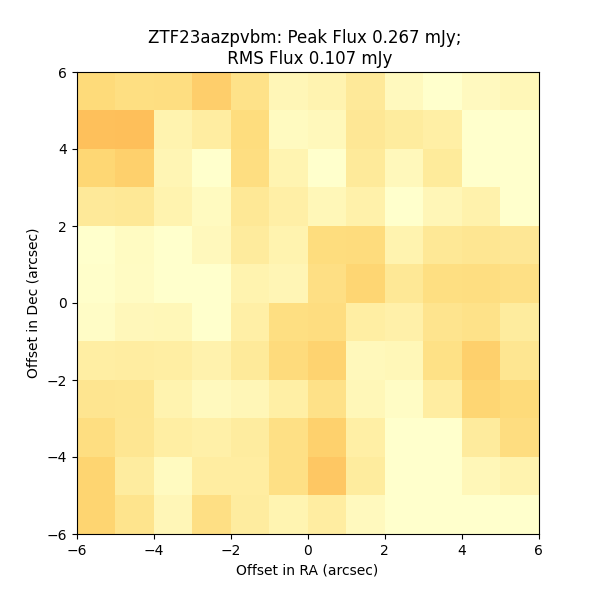 ZTF23aazpvbm: Peak Flux 0.267 mJy;
RMS Flux 0.107 mJy
6
4
2
0
−2
−4
−6
Offset in Dec (arcsec)
−6 −4 −2 0 2 4 6
Offset in RA (arcsec)